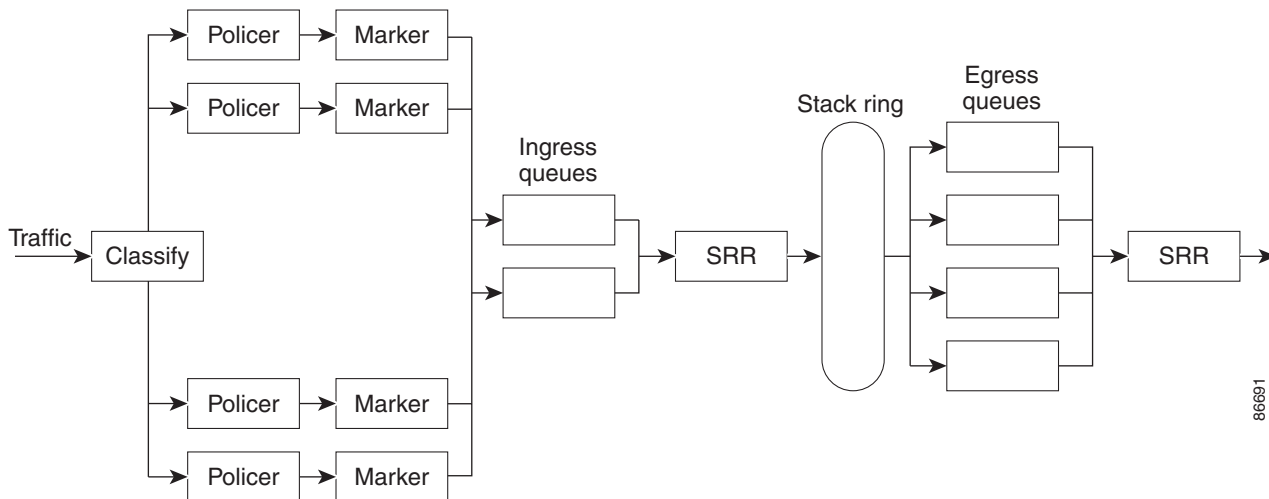 Policer
Marker
Policer
Marker
Egress
queues
Stack ring
Ingress
queues
Traffic
Classify
SRR
SRR
Policer
Marker
Policer
Marker
86691